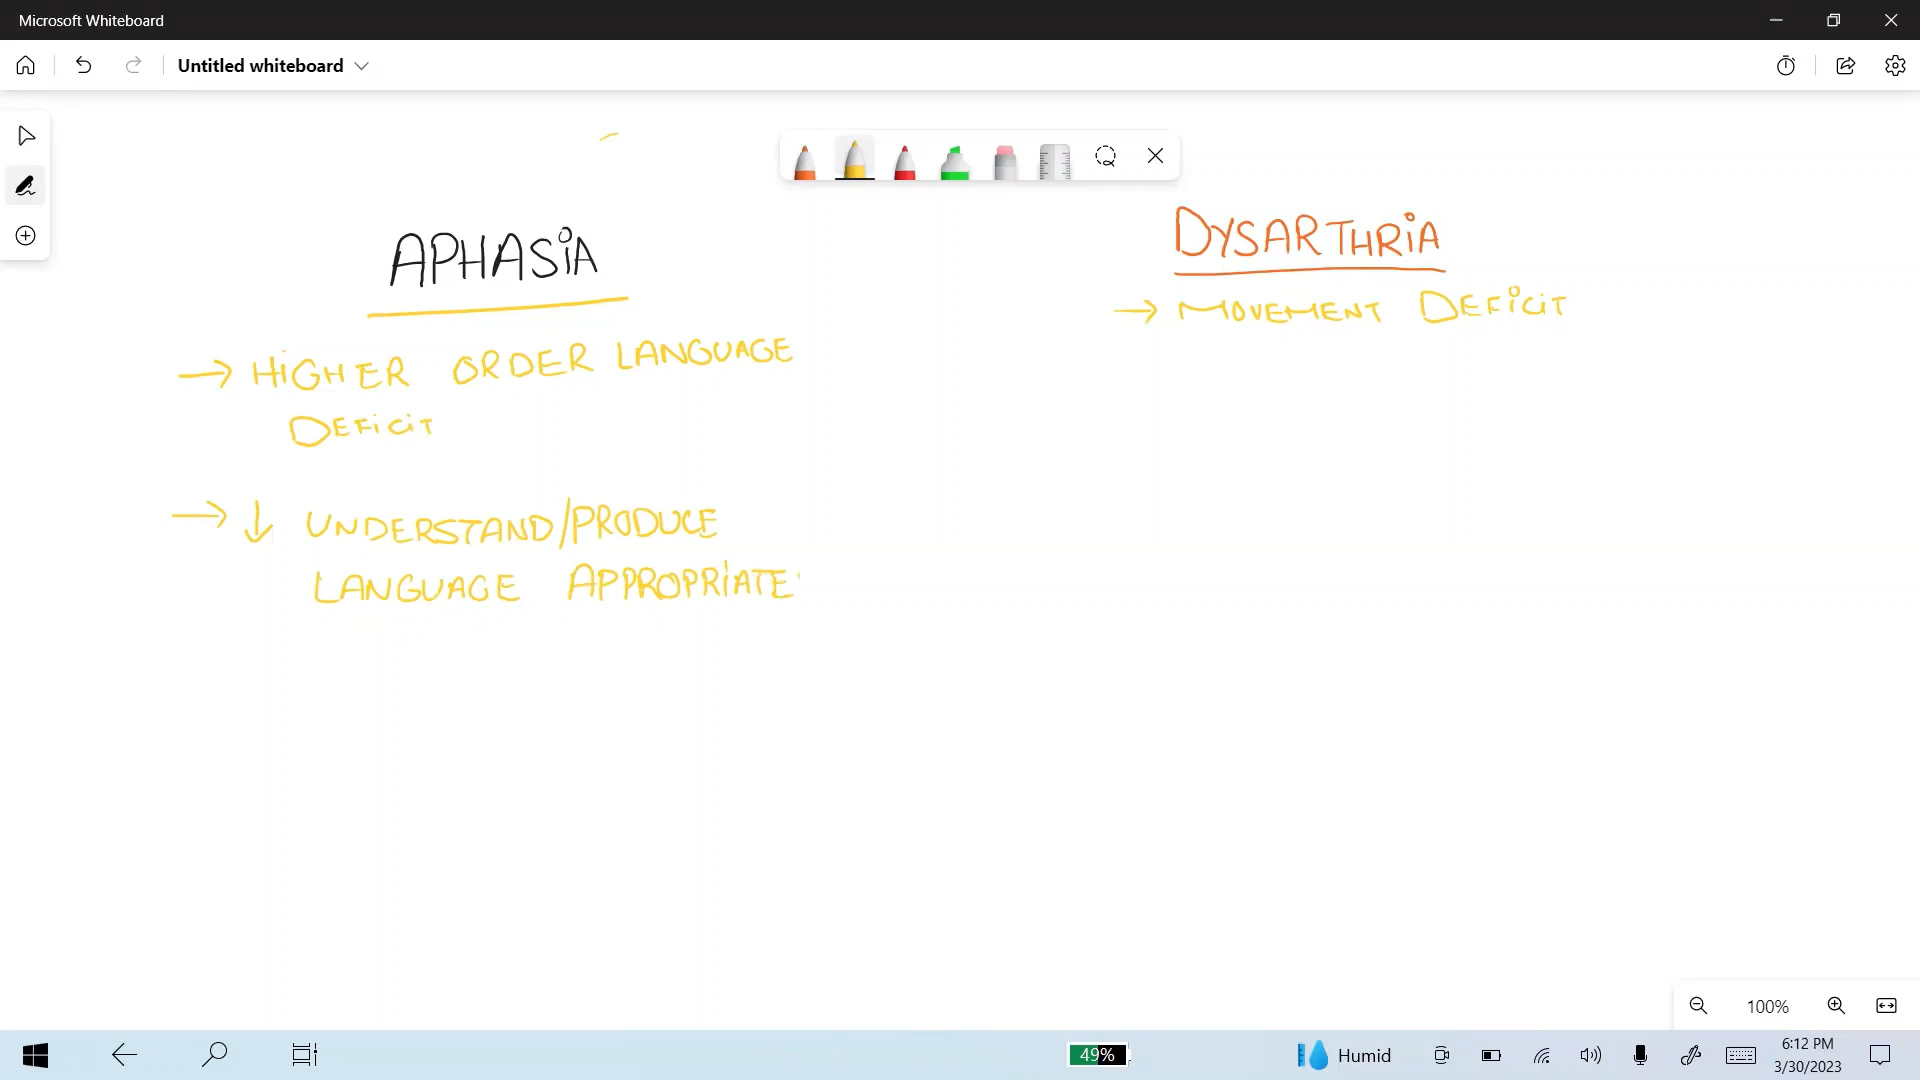 Microsoft Whiteboard
Untitled whiteboard
APHASiA
→ HiGHER ORDER LANGUAGE
DEFiCiT
→ ↓ UNDERSTAND/PRODUCE
LANGUAGE APPROPRiATE
DYSARTHRiA
→ MOVEMENT DEFiCiT
100%
49%
Humid
6:12 PM
3/30/2023